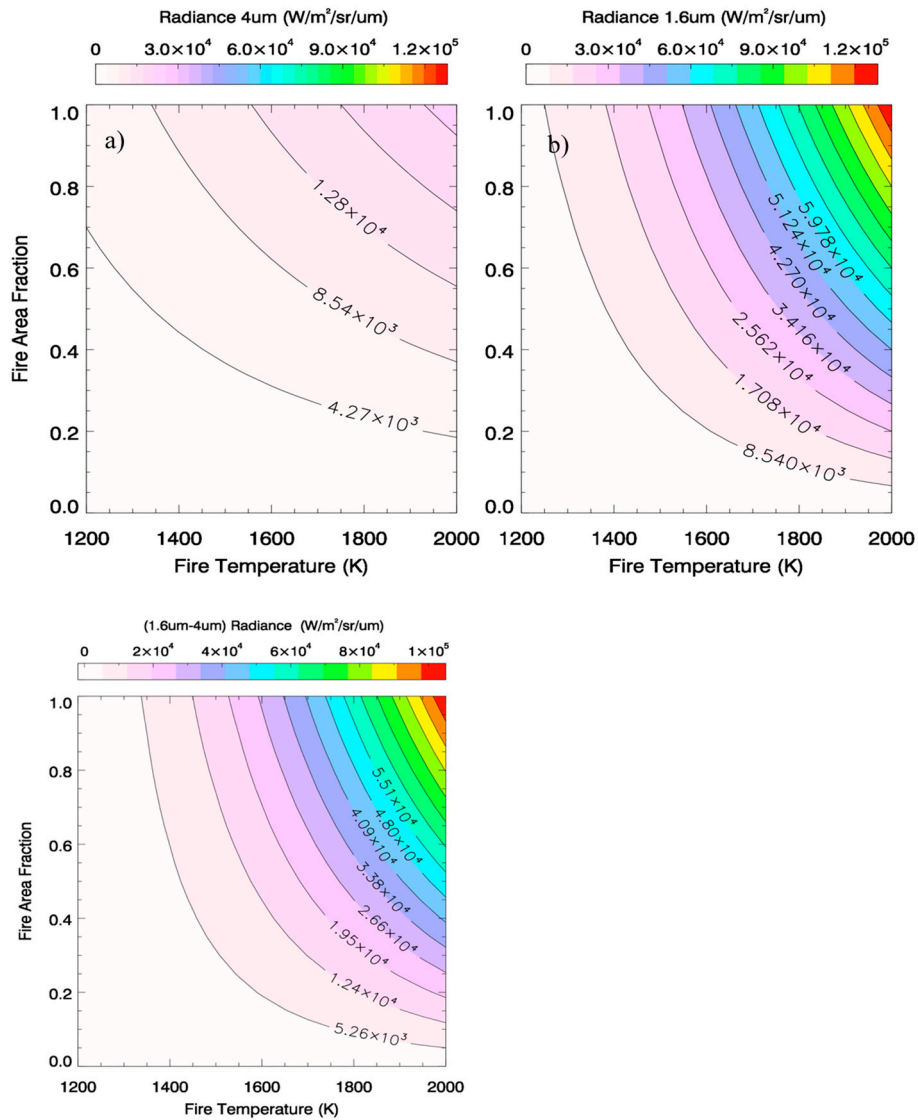 Radiance 4um (W/m²/sr/um)
0 3.0×10⁴ 6.0×10⁴ 9.0×10⁴ 1.2×10⁵
a)
1.0
0.8
0.6
0.4
0.2
0.0
Fire Area Fraction
1.28×10⁴
8.54×10³
4.27×10³
1200 1400 1600 1800 2000
Fire Temperature (K)
Radiance 1.6um (W/m²/sr/um)
0 3.0×10⁴ 6.0×10⁴ 9.0×10⁴ 1.2×10⁵
b)
1.0
0.8
0.6
0.4
0.2
0.0
5.978×10⁴
5.124×10⁴
4.270×10⁴
3.416×10⁴
2.562×10⁴
1.708×10⁴
8.540×10³
1200 1400 1600 1800 2000
Fire Temperature (K)
(1.6um-4um) Radiance (W/m²/sr/um)
0 2×10⁴ 4×10⁴ 6×10⁴ 8×10⁴ 1×10⁵
1.0
0.8
0.6
0.4
0.2
0.0
Fire Area Fraction
5.51×10⁴
4.80×10⁴
4.09×10⁴
3.38×10⁴
2.66×10⁴
1.95×10⁴
1.24×10⁴
5.26×10³
1200 1400 1600 1800 2000
Fire Temperature (K)